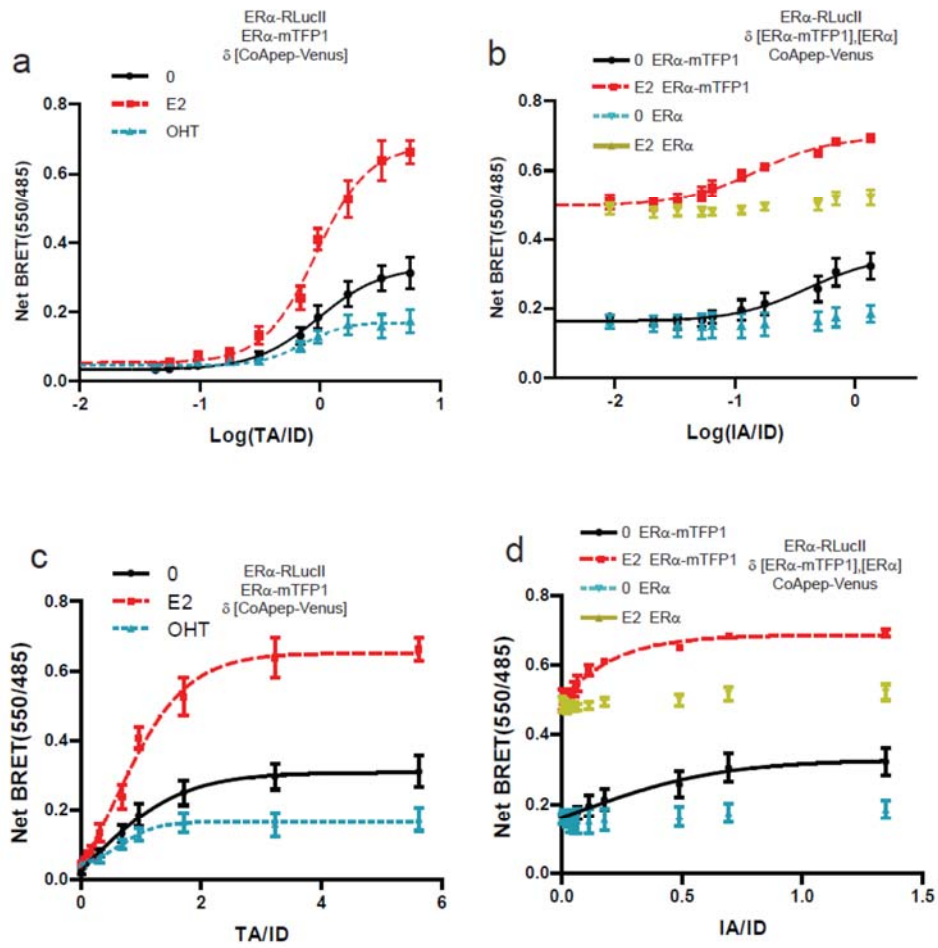 a
ERα-RLucII
ERα-mTFP1
δ [CoApep-Venus]
0
E2
OHT
Net BRET(550/485)
0.8
0.6
0.4
0.2
0.0
-2
-1
0
1
Log(TA/ID)
b
ERα-RLucII
δ [ERα-mTFP1],[ERα]
CoApep-Venus
0 ERα-mTFP1
E2 ERα-mTFP1
0 ERα
E2 ERα
Net BRET(550/485)
0.8
0.6
0.4
0.2
0.0
-2
-1
0
Log(IA/ID)
c
ERα-RLucII
ERα-mTFP1
δ [CoApep-Venus]
0
E2
OHT
Net BRET(550/485)
0.8
0.6
0.4
0.2
0.0
0
2
4
6
TA/ID
d
ERα-RLucII
δ [ERα-mTFP1],[ERα]
CoApep-Venus
0 ERα-mTFP1
E2 ERα-mTFP1
0 ERα
E2 ERα
Net BRET(550/485)
0.8
0.6
0.4
0.2
0.0
0.0
0.5
1.0
1.5
IA/ID